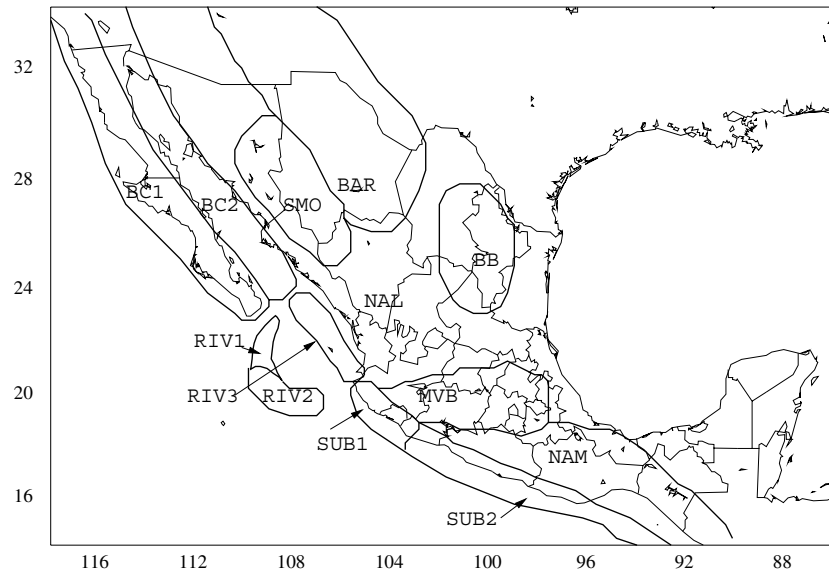 32
28
24
20
16
BC1
BC2
SMO
BAR
BB
NAL
RIV1
RIV3
RIV2
MVB
SUB1
NAM
SUB2
116
112
108
104
100
96
92
88